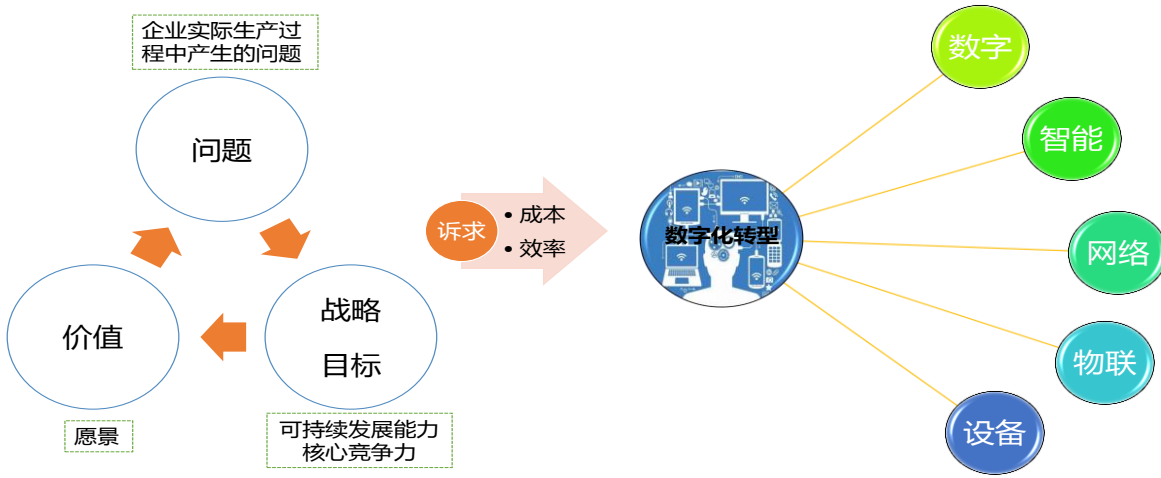 企业实际生产过
程中产生的问题
问题
价值
愿景
战略
目标
可持续发展能力
核心竞争力
诉求
• 成本
• 效率
数字化转型
数字
智能
网络
物联
设备